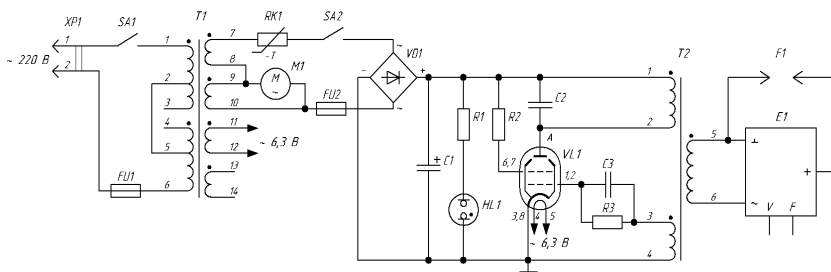 XP1 SA1 T1 7 RK1 SA2
1 1 8 -T ~ VD1 T2 F1
~ 220 В 9 M M1 - + 1
2 2 ~
3 10 FU2 ~ C2 E1
4 11 R1 R2 2
5 12 ~ 6,3 В A 5 ⊥
FU1 13 + C1 6,7 VL1 C3 +
6 14 1,2 6 ~
HL1 R3 3 V F
3,8 4 5
~ 6,3 В 4